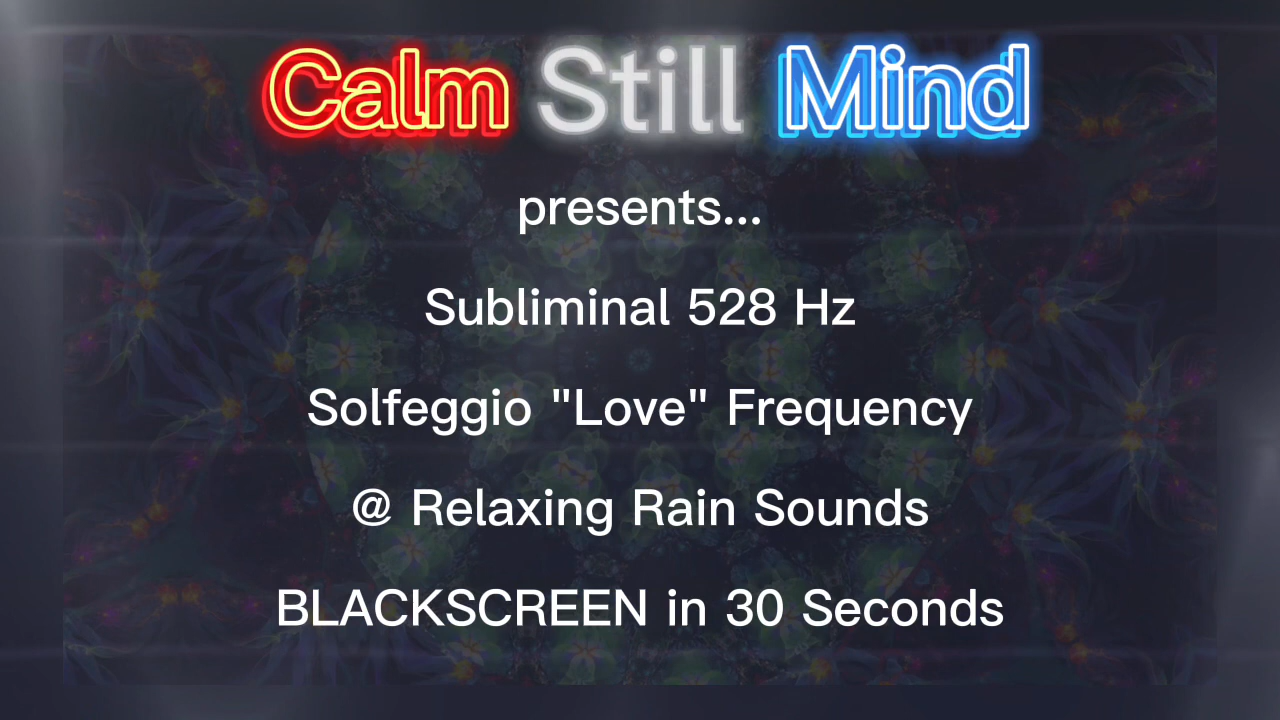 Calm Still Mind
presents...
Subliminal 528 Hz
Solfeggio "Love" Frequency
@ Relaxing Rain Sounds
BLACKSCREEN in 30 Seconds